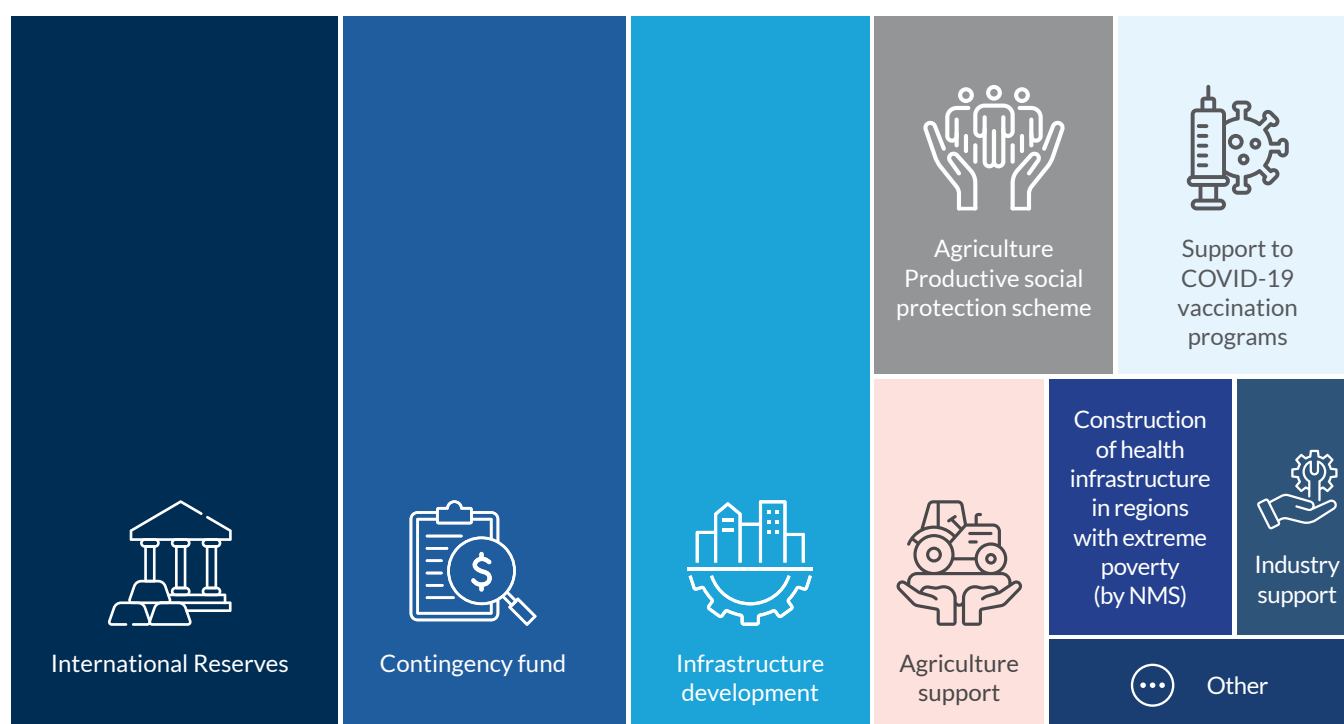 International Reserves
Contingency fund
$
Infrastructure
development
Agriculture
Productive social
protection scheme
Support to
COVID-19
vaccination
programs
Agriculture
support
Construction
of health
infrastructure
in regions
with extreme
poverty
(by NMS)
Industry
support
Other